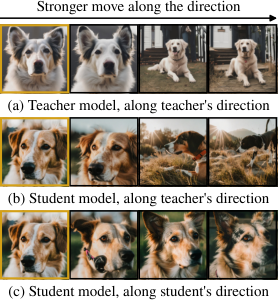 Stronger move along the direction
(a) Teacher model, along teacher's direction
(b) Student model, along teacher's direction
(c) Student model, along student's direction